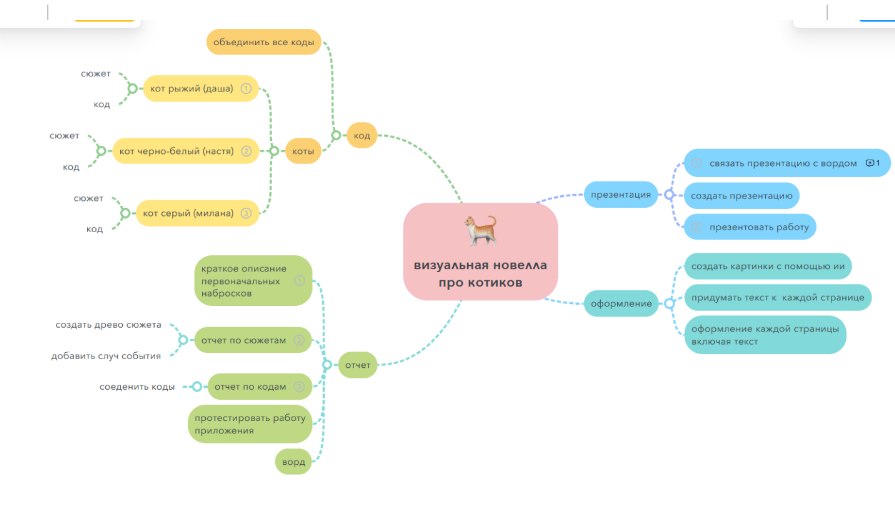 визуальная новелла
про котиков
код
объединить все коды
коты
кот рыжий (даша) 1
сюжет
код
кот черно-белый (настя) 2
сюжет
код
кот серый (милана) 3
сюжет
код
презентация
связать презентацию с вордом 1
создать презентацию
презентовать работу
оформление
создать картинки с помощью ии
придумать текст к каждой странице
оформление каждой страницы
включая текст
отчет
краткое описание
первоначальных
набросков 1
отчет по сюжетам 2
создать древо сюжета
добавить случ события
отчет по кодам 3
соеденить коды
протестировать работу
приложения
ворд